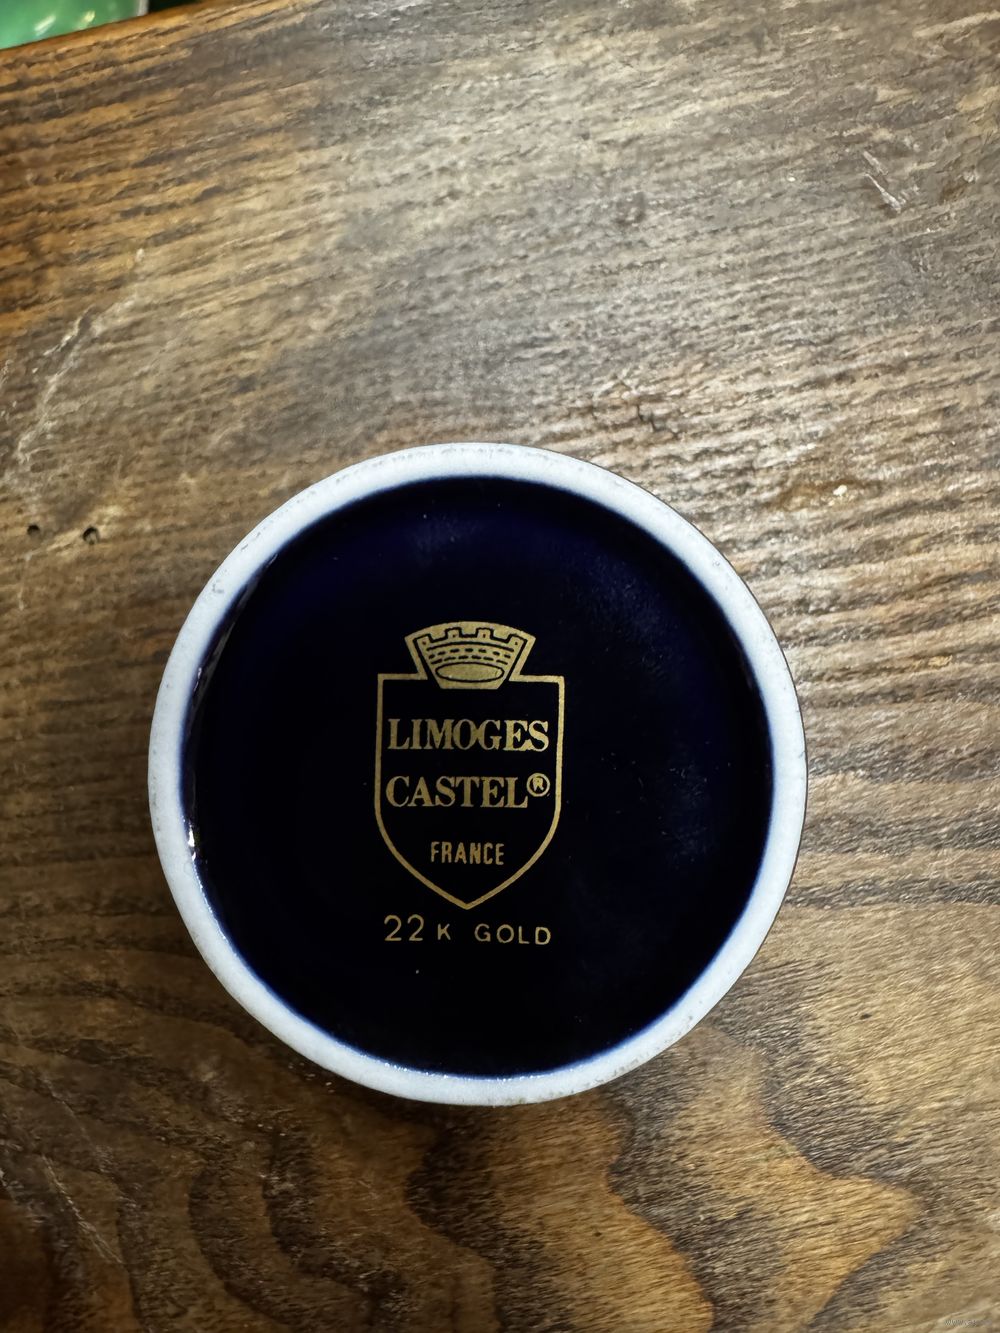 LIMOGES
CASTEL®
FRANCE
22 K GOLD